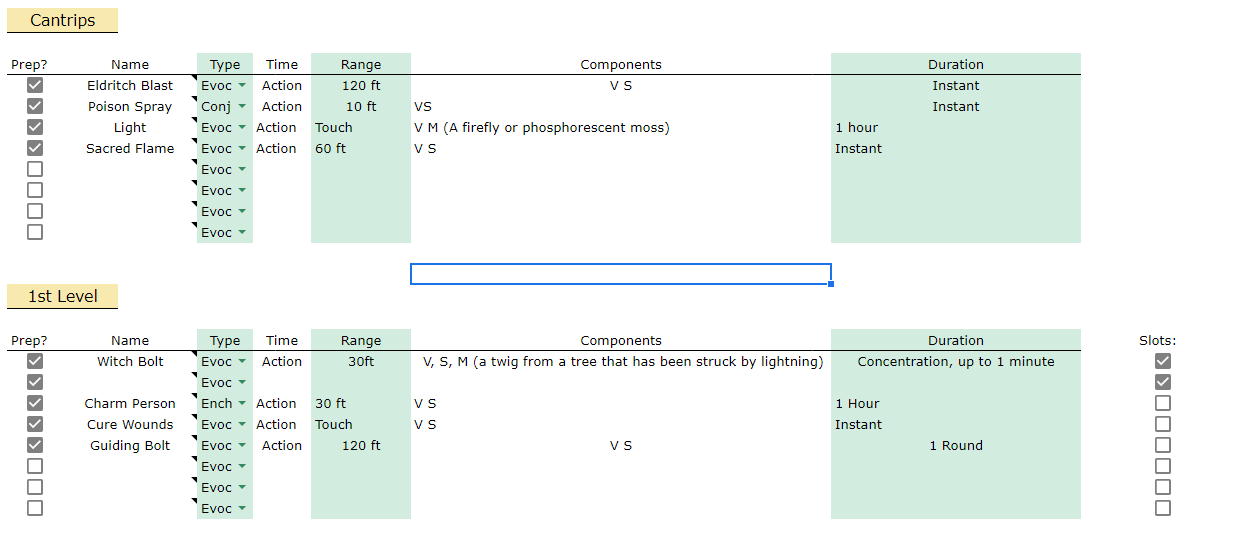 Cantrips
Prep? Name Type Time Range Components Duration
Eldritch Blast Evoc Action 120 ft V S Instant
Poison Spray Conj Action 10 ft VS Instant
Light Evoc Action Touch V M (A firefly or phosphorescent moss) 1 hour
Sacred Flame Evoc Action 60 ft V S Instant
Evoc
Evoc
Evoc
Evoc
1st Level
Prep? Name Type Time Range Components Duration Slots:
Witch Bolt Evoc Action 30ft V, S, M (a twig from a tree that has been struck by lightning) Concentration, up to 1 minute
Evoc
Charm Person Ench Action 30 ft V S 1 Hour
Cure Wounds Evoc Action Touch V S Instant
Guiding Bolt Evoc Action 120 ft V S 1 Round
Evoc
Evoc
Evoc